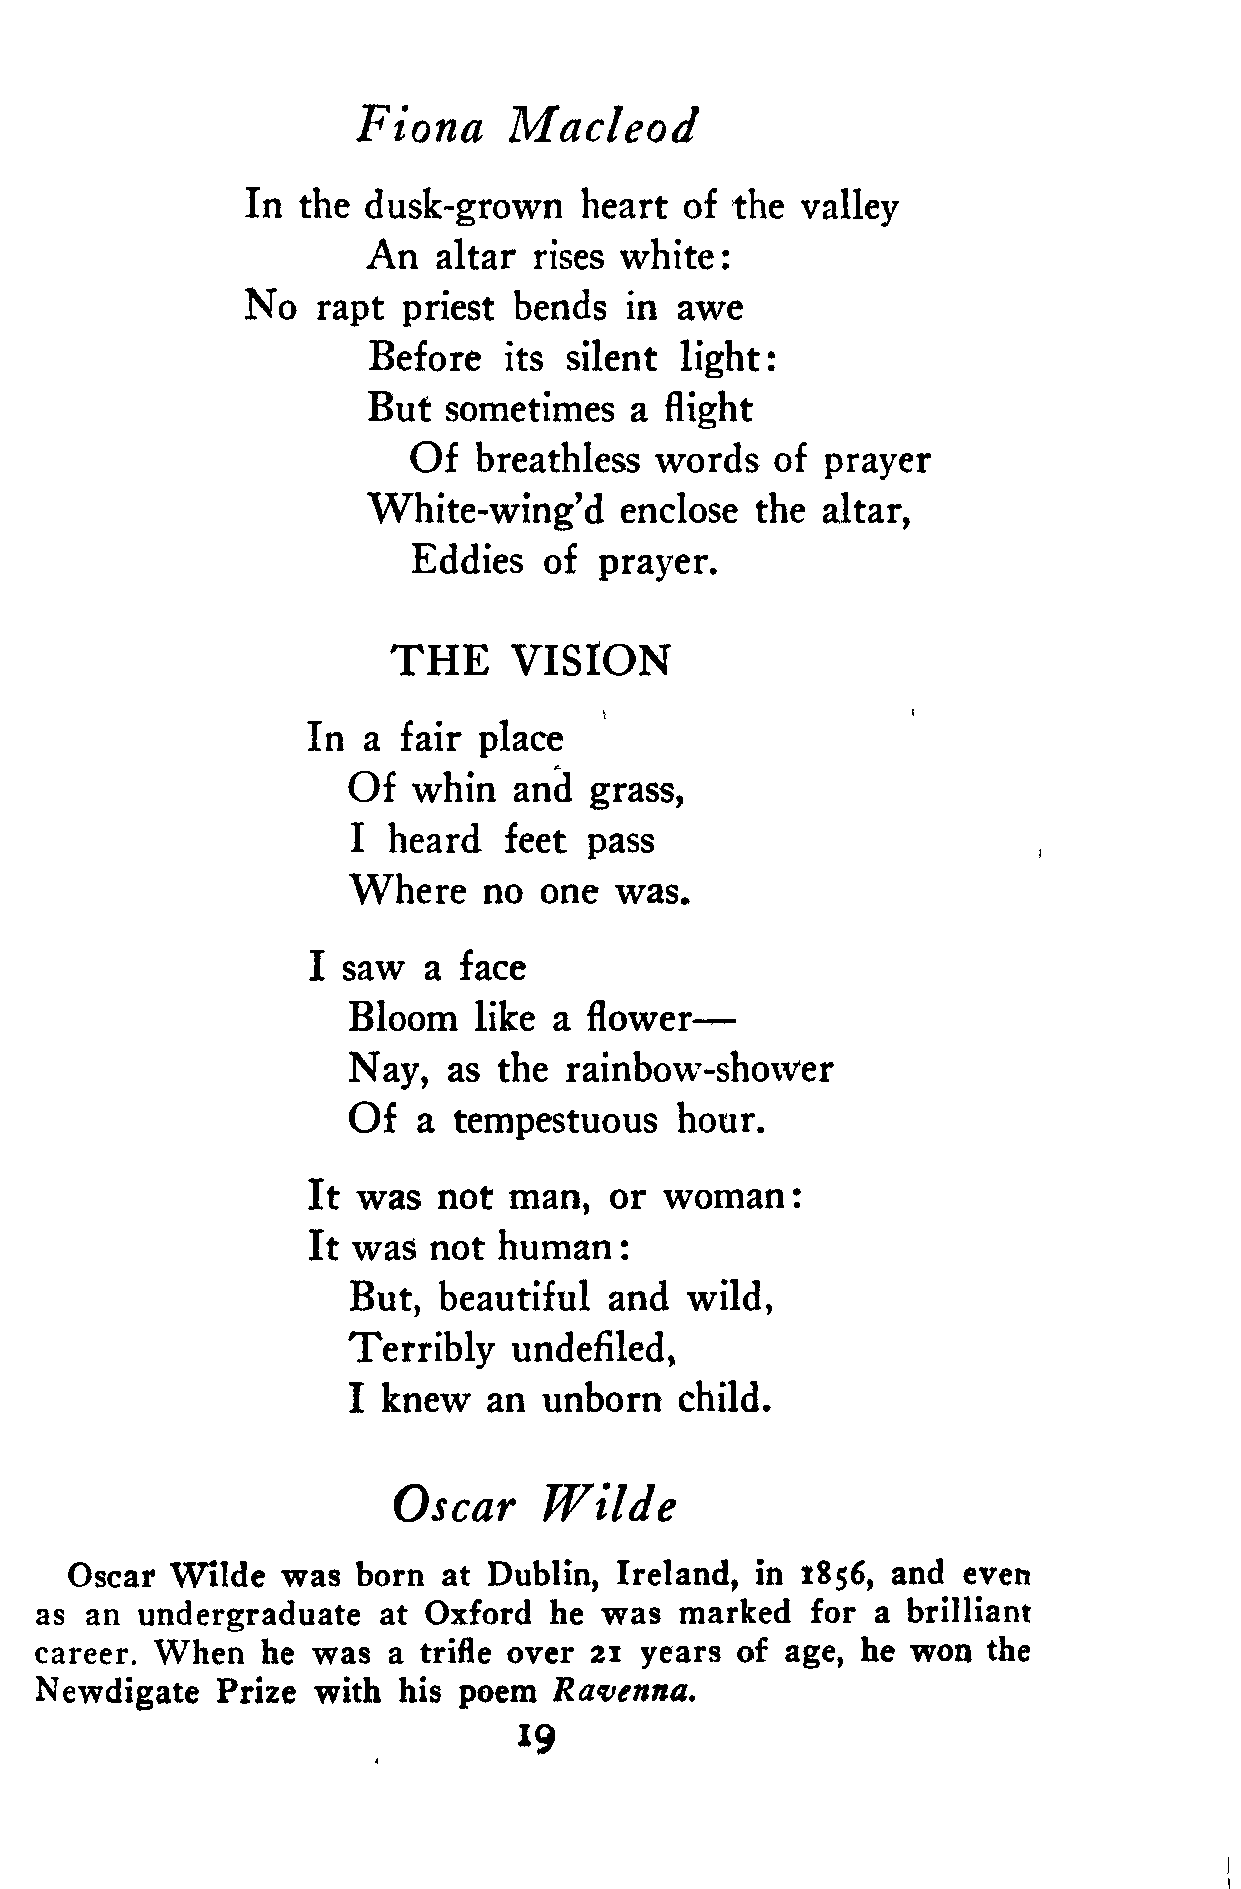 Fiona Macleod
In the dusk-grown heart of the valley
An altar rises white:
No rapt priest bends in awe
Before its silent light:
But sometimes a flight
Of breathless words of prayer
White-wing'd enclose the altar,
Eddies of prayer.
THE VISION
In a fair place
Of whin and grass,
I heard feet pass
Where no one was.
I saw a face
Bloom like a flower—
Nay, as the rainbow-shower
Of a tempestuous hour.
It was not man, or woman:
It was not human:
But, beautiful and wild,
Terribly undefiled,
I knew an unborn child.
Oscar Wilde
Oscar Wilde was born at Dublin, Ireland, in 1856, and even
as an undergraduate at Oxford he was marked for a brilliant
career. When he was a trifle over 21 years of age, he won the
Newdigate Prize with his poem Ravenna.
19